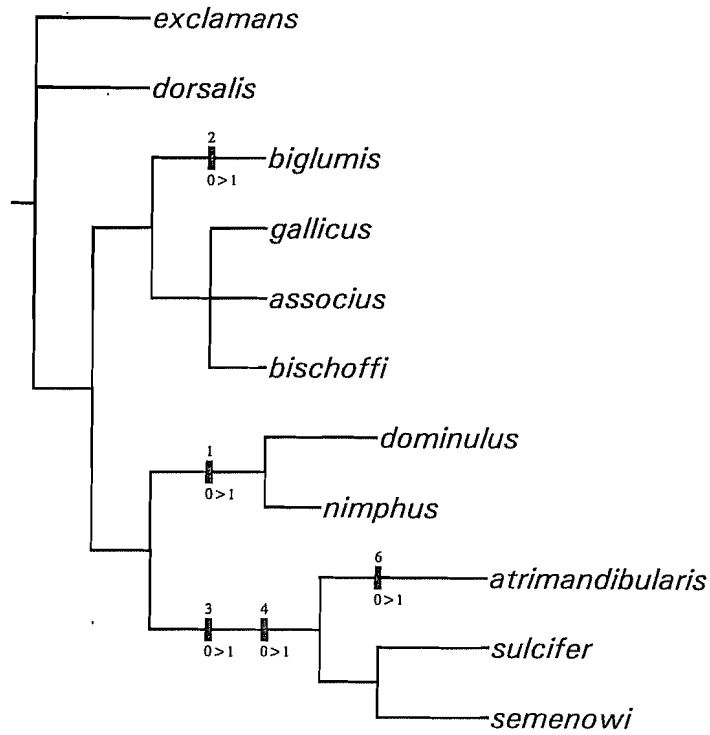 exclamans
dorsalis
2
biglumis
0>1
gallicus
associus
bischoffi
dominulus
1
0>1
nimphus
6
atrimandibularis
0>1
3 4
0>1 0>1
sulcifer
semenowi